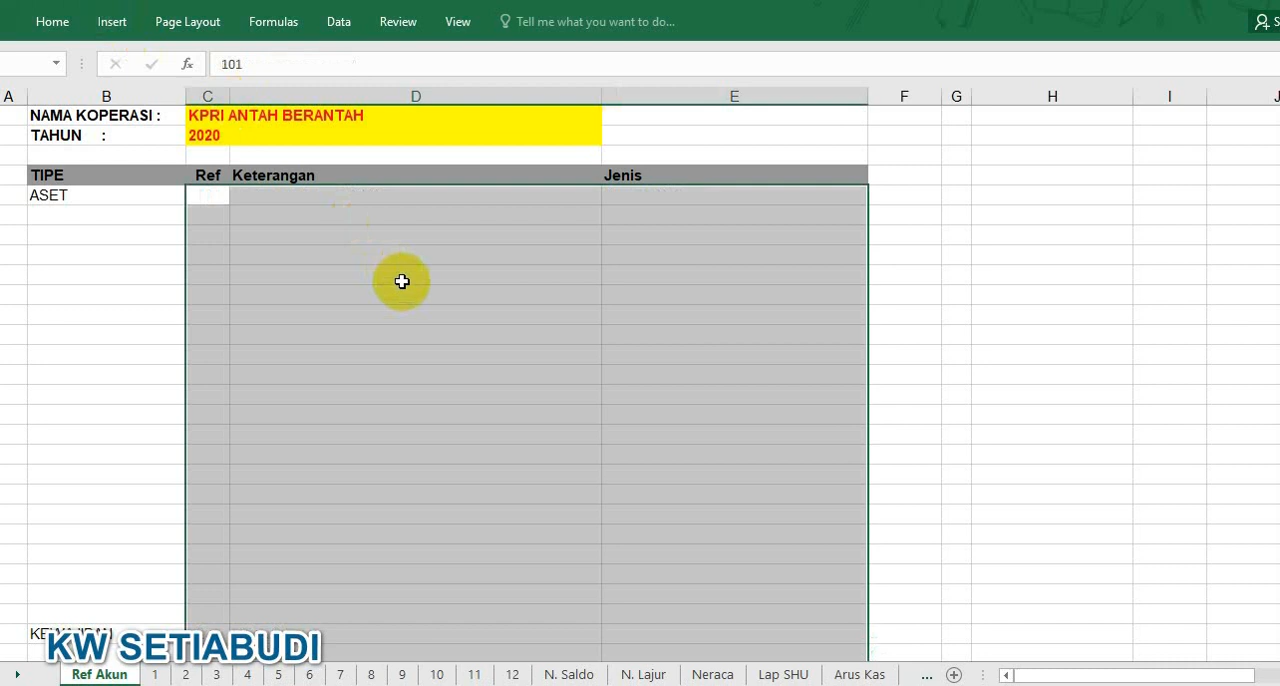 Home Insert Page Layout Formulas Data Review View Tell me what you want to do...
fx 101
A B C D E F G H I J
NAMA KOPERASI : KPRI ANTAH BERANTAH
TAHUN : 2020
TIPE Ref Keterangan Jenis
ASET
KW SETIABUDI
Ref Akun 1 2 3 4 5 6 7 8 9 10 11 12 N. Saldo N. Lajur Neraca Lap SHU Arus Kas ...